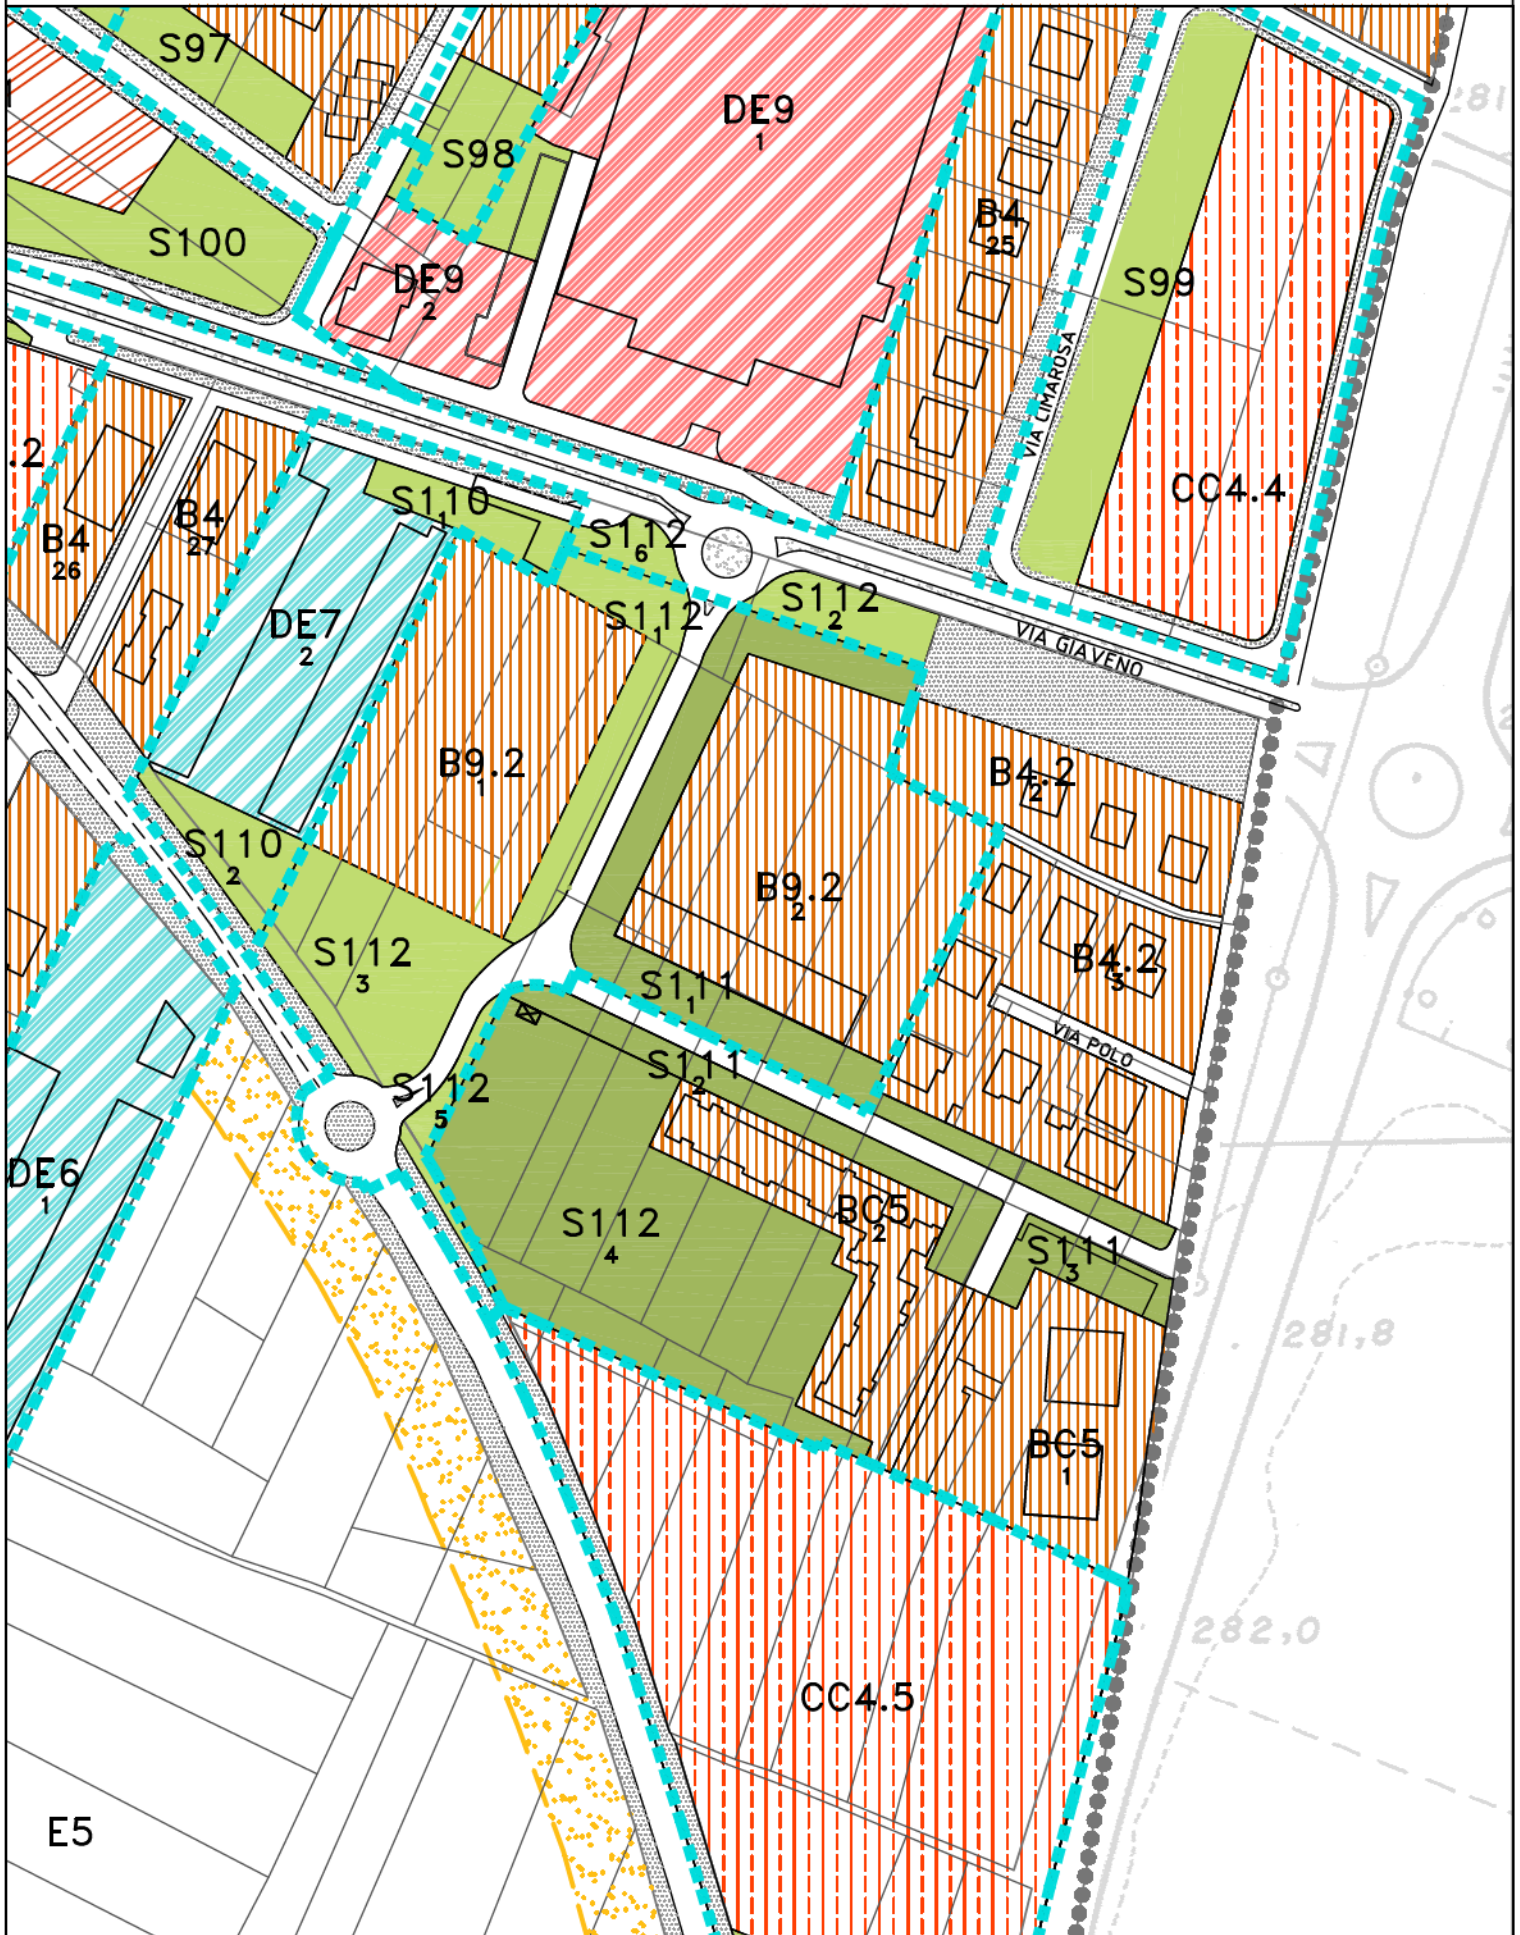 S97
:281
DE9
1
S98
B4
25
S100
DE9
2
S99
VIA CIMAROSA
.2
CC4.4
S110
1
B4
27
B4
26
S112
6
S112
2
S112
1
DE7
2
VIA GIAVENO
B9.2
1
B4.2
2
S110
2
B9.2
2
S112
3
B4.2
3
S111
1
VIA POLO
S111
2
S112
5
DE6
1
BC5
2
S112
4
S111
3
281,8
BC5
1
282,0
CC4.5
E5